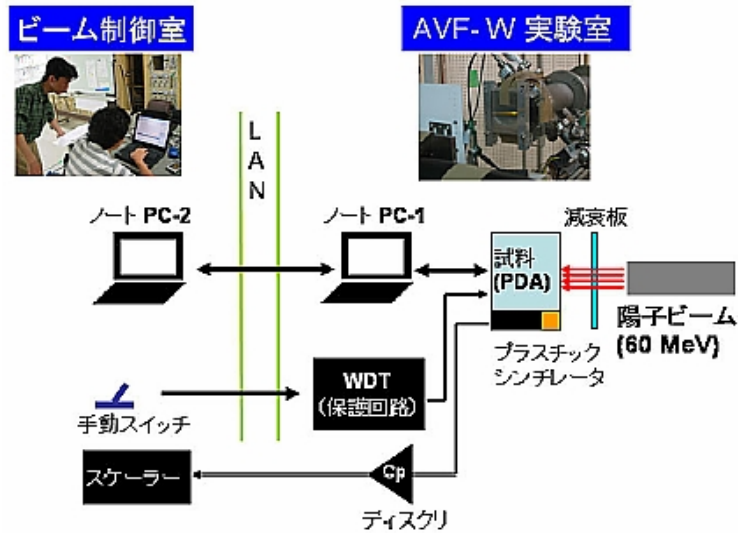 ビーム制御室
AVF-W 実験室
LAN
ノート PC-2
ノート PC-1
減衰板
試料
(PDA)
陽子ビーム
(60 MeV)
プラスチック
シンチレータ
WDT
(保護回路)
手動スイッチ
スケーラー
Cp
ディスクリ